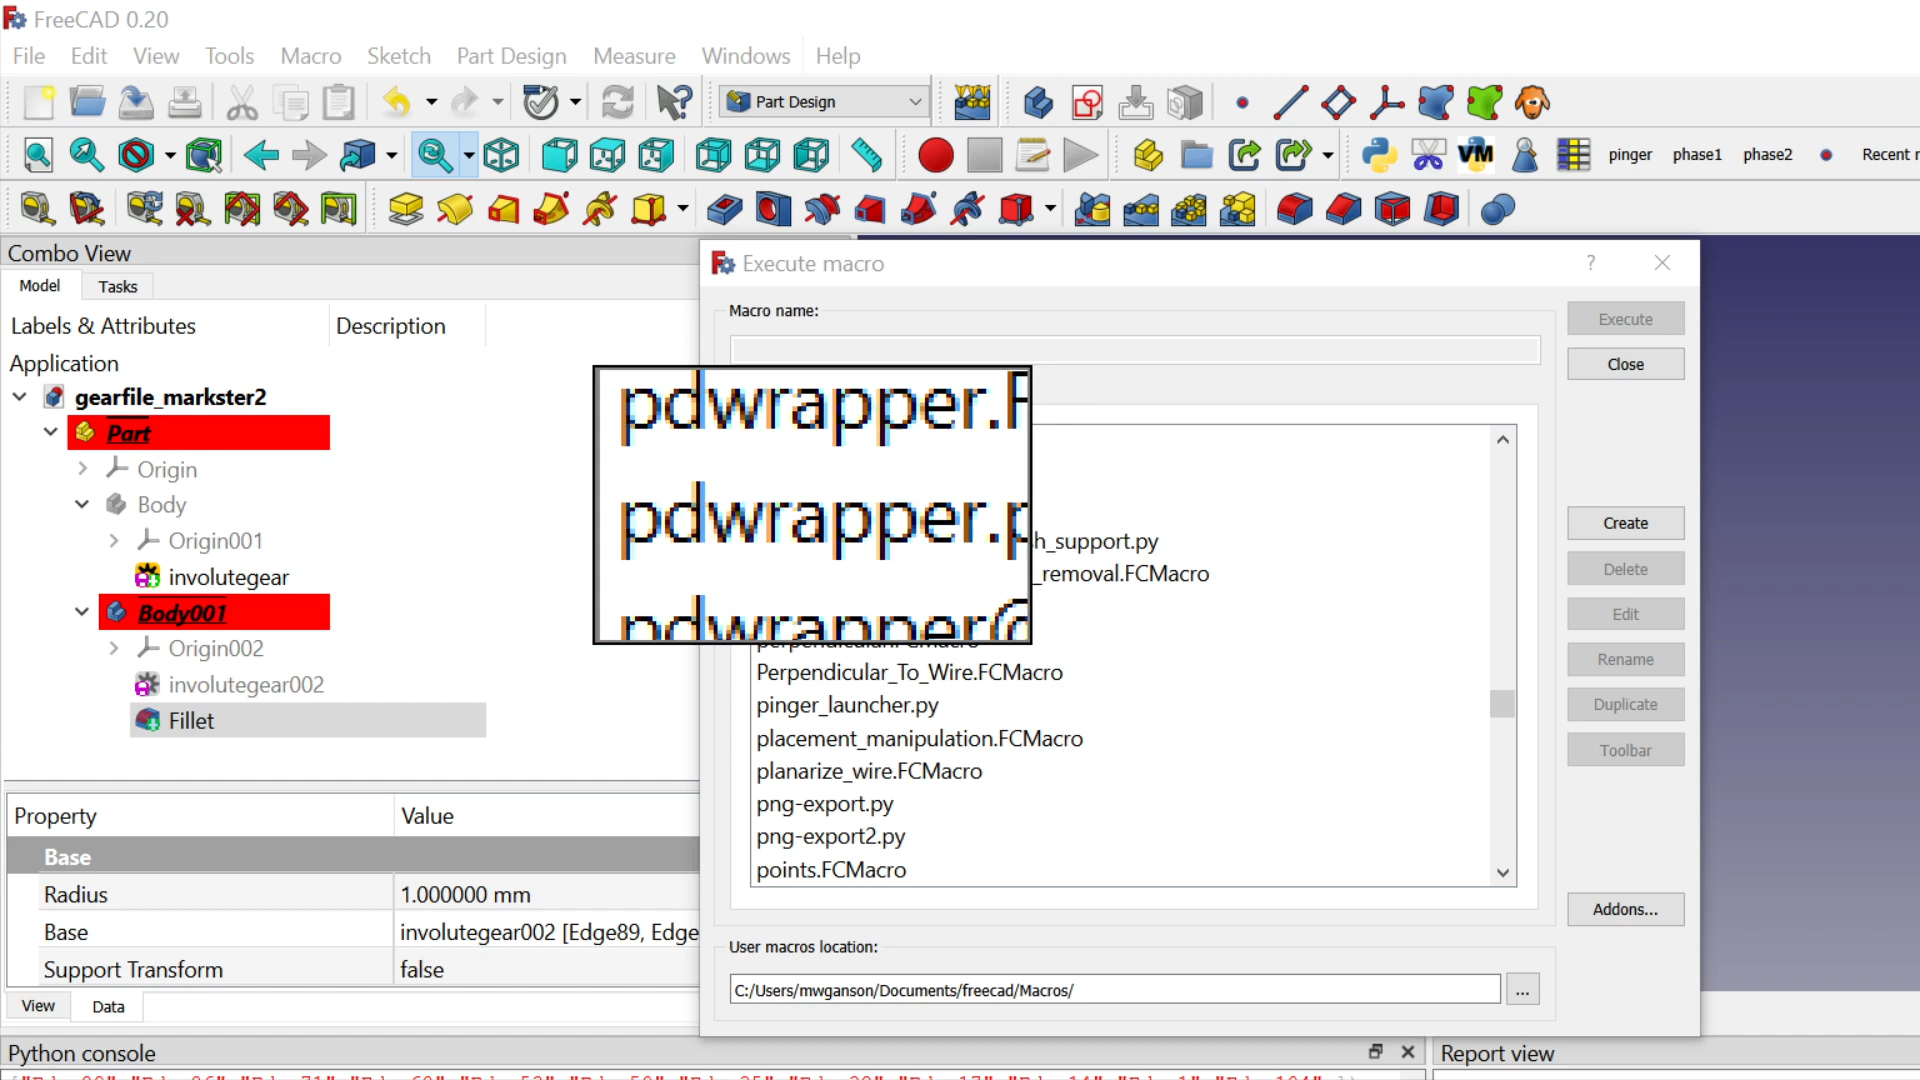 FreeCAD 0.20
File Edit View Tools Macro Sketch Part Design Measure Windows Help
Part Design
VM pinger phase1 phase2 Recent
Combo View
Model Tasks
Labels & Attributes Description
Application
gearfile_markster2
Part
Origin
Body
Origin001
involutegear
Body001
Origin002
involutegear002
Fillet
Property Value
Base
Radius 1.000000 mm
Base involutegear002 [Edge89, Edge
Support Transform false
View Data
Execute macro
Macro name:
pdwrapper.F
pdwrapper.p
pdwrapper@
h_support.py
_removal.FCMacro
Perpendicular_To_Wire.FCMacro
pinger_launcher.py
placement_manipulation.FCMacro
planarize_wire.FCMacro
png-export.py
png-export2.py
points.FCMacro
User macros location:
C:/Users/mwganson/Documents/freecad/Macros/
...
Execute
Close
Create
Delete
Edit
Rename
Duplicate
Toolbar
Addons...
Python console
Report view